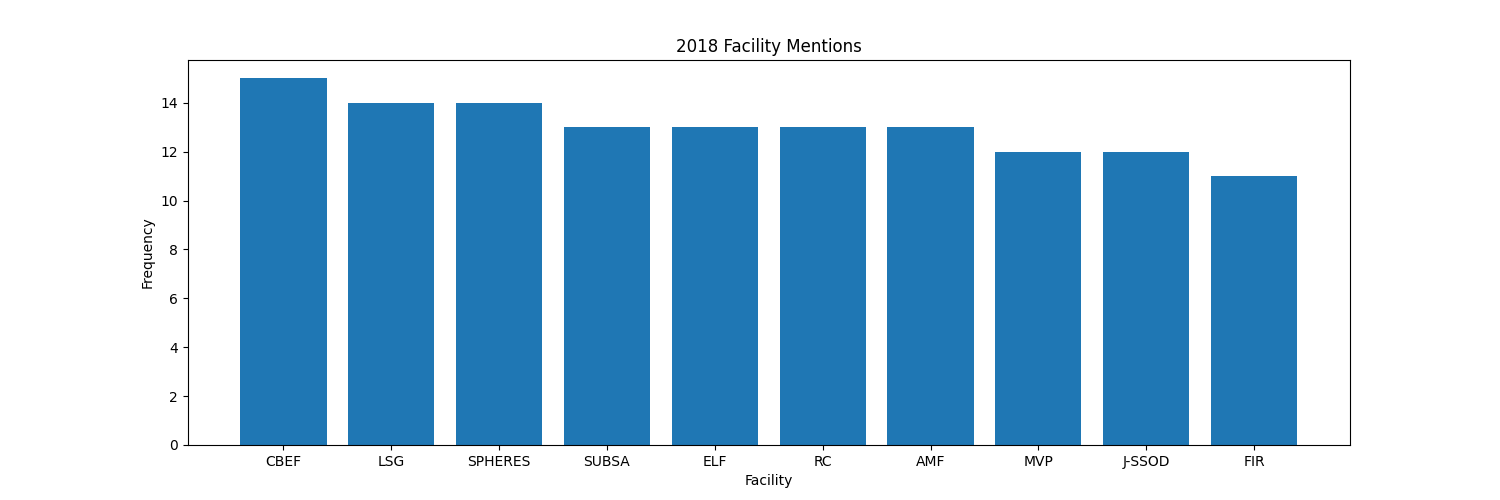 2018 Facility Mentions
Frequency
14
12
10
8
6
4
2
0
CBEF LSG SPHERES SUBSA ELF RC AMF MVP J-SSOD FIR
Facility